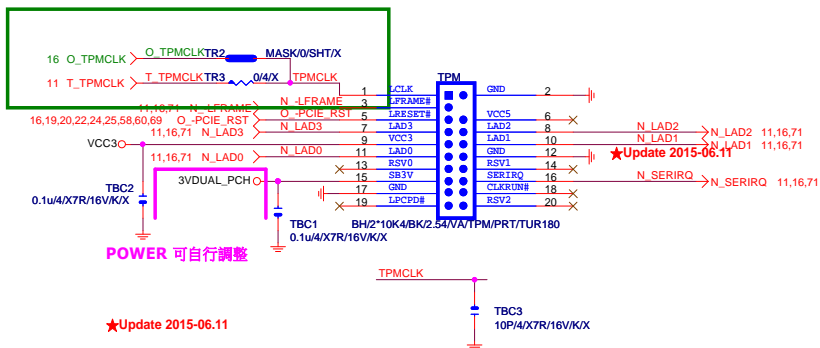 16 O_TPMCLK O_TPMCLK TR2 MASK/0/SHT/X
11 T_TPMCLK T_TPMCLK TR3 0/4/X TPMCLK
TPM
1 LCLK GND 2
11,16,71 N_-LFRAME N_-LFRAME 3 LFRAME#
16,19,20,22,24,25,58,60,69 O_-PCIE_RST O_-PCIE_RST 5 LRESET# VCC5 6
11,16,71 N_LAD3 N_LAD3 7 LAD3 LAD2 8 N_LAD2 N_LAD2 11,16,71
VCC3 9 VCC3 LAD1 10 N_LAD1 N_LAD1 11,16,71
11,16,71 N_LAD0 N_LAD0 11 LAD0 GND 12 ★Update 2015-06.11
13 RSV0 RSV1 14
3VDUAL_PCH 15 SB3V SERIRQ 16 N_SERIRQ N_SERIRQ 11,16,71
17 GND CLKRUN# 18
19 LPCPD# RSV2 20
TBC2
0.1u/4/X7R/16V/K/X
TBC1
0.1u/4/X7R/16V/K/X
BH/2*10K4/BK/2.54/VA/TPM/PRT/TUR180
POWER 可自行調整
TPMCLK
TBC3
10P/4/X7R/16V/K/X
★Update 2015-06.11